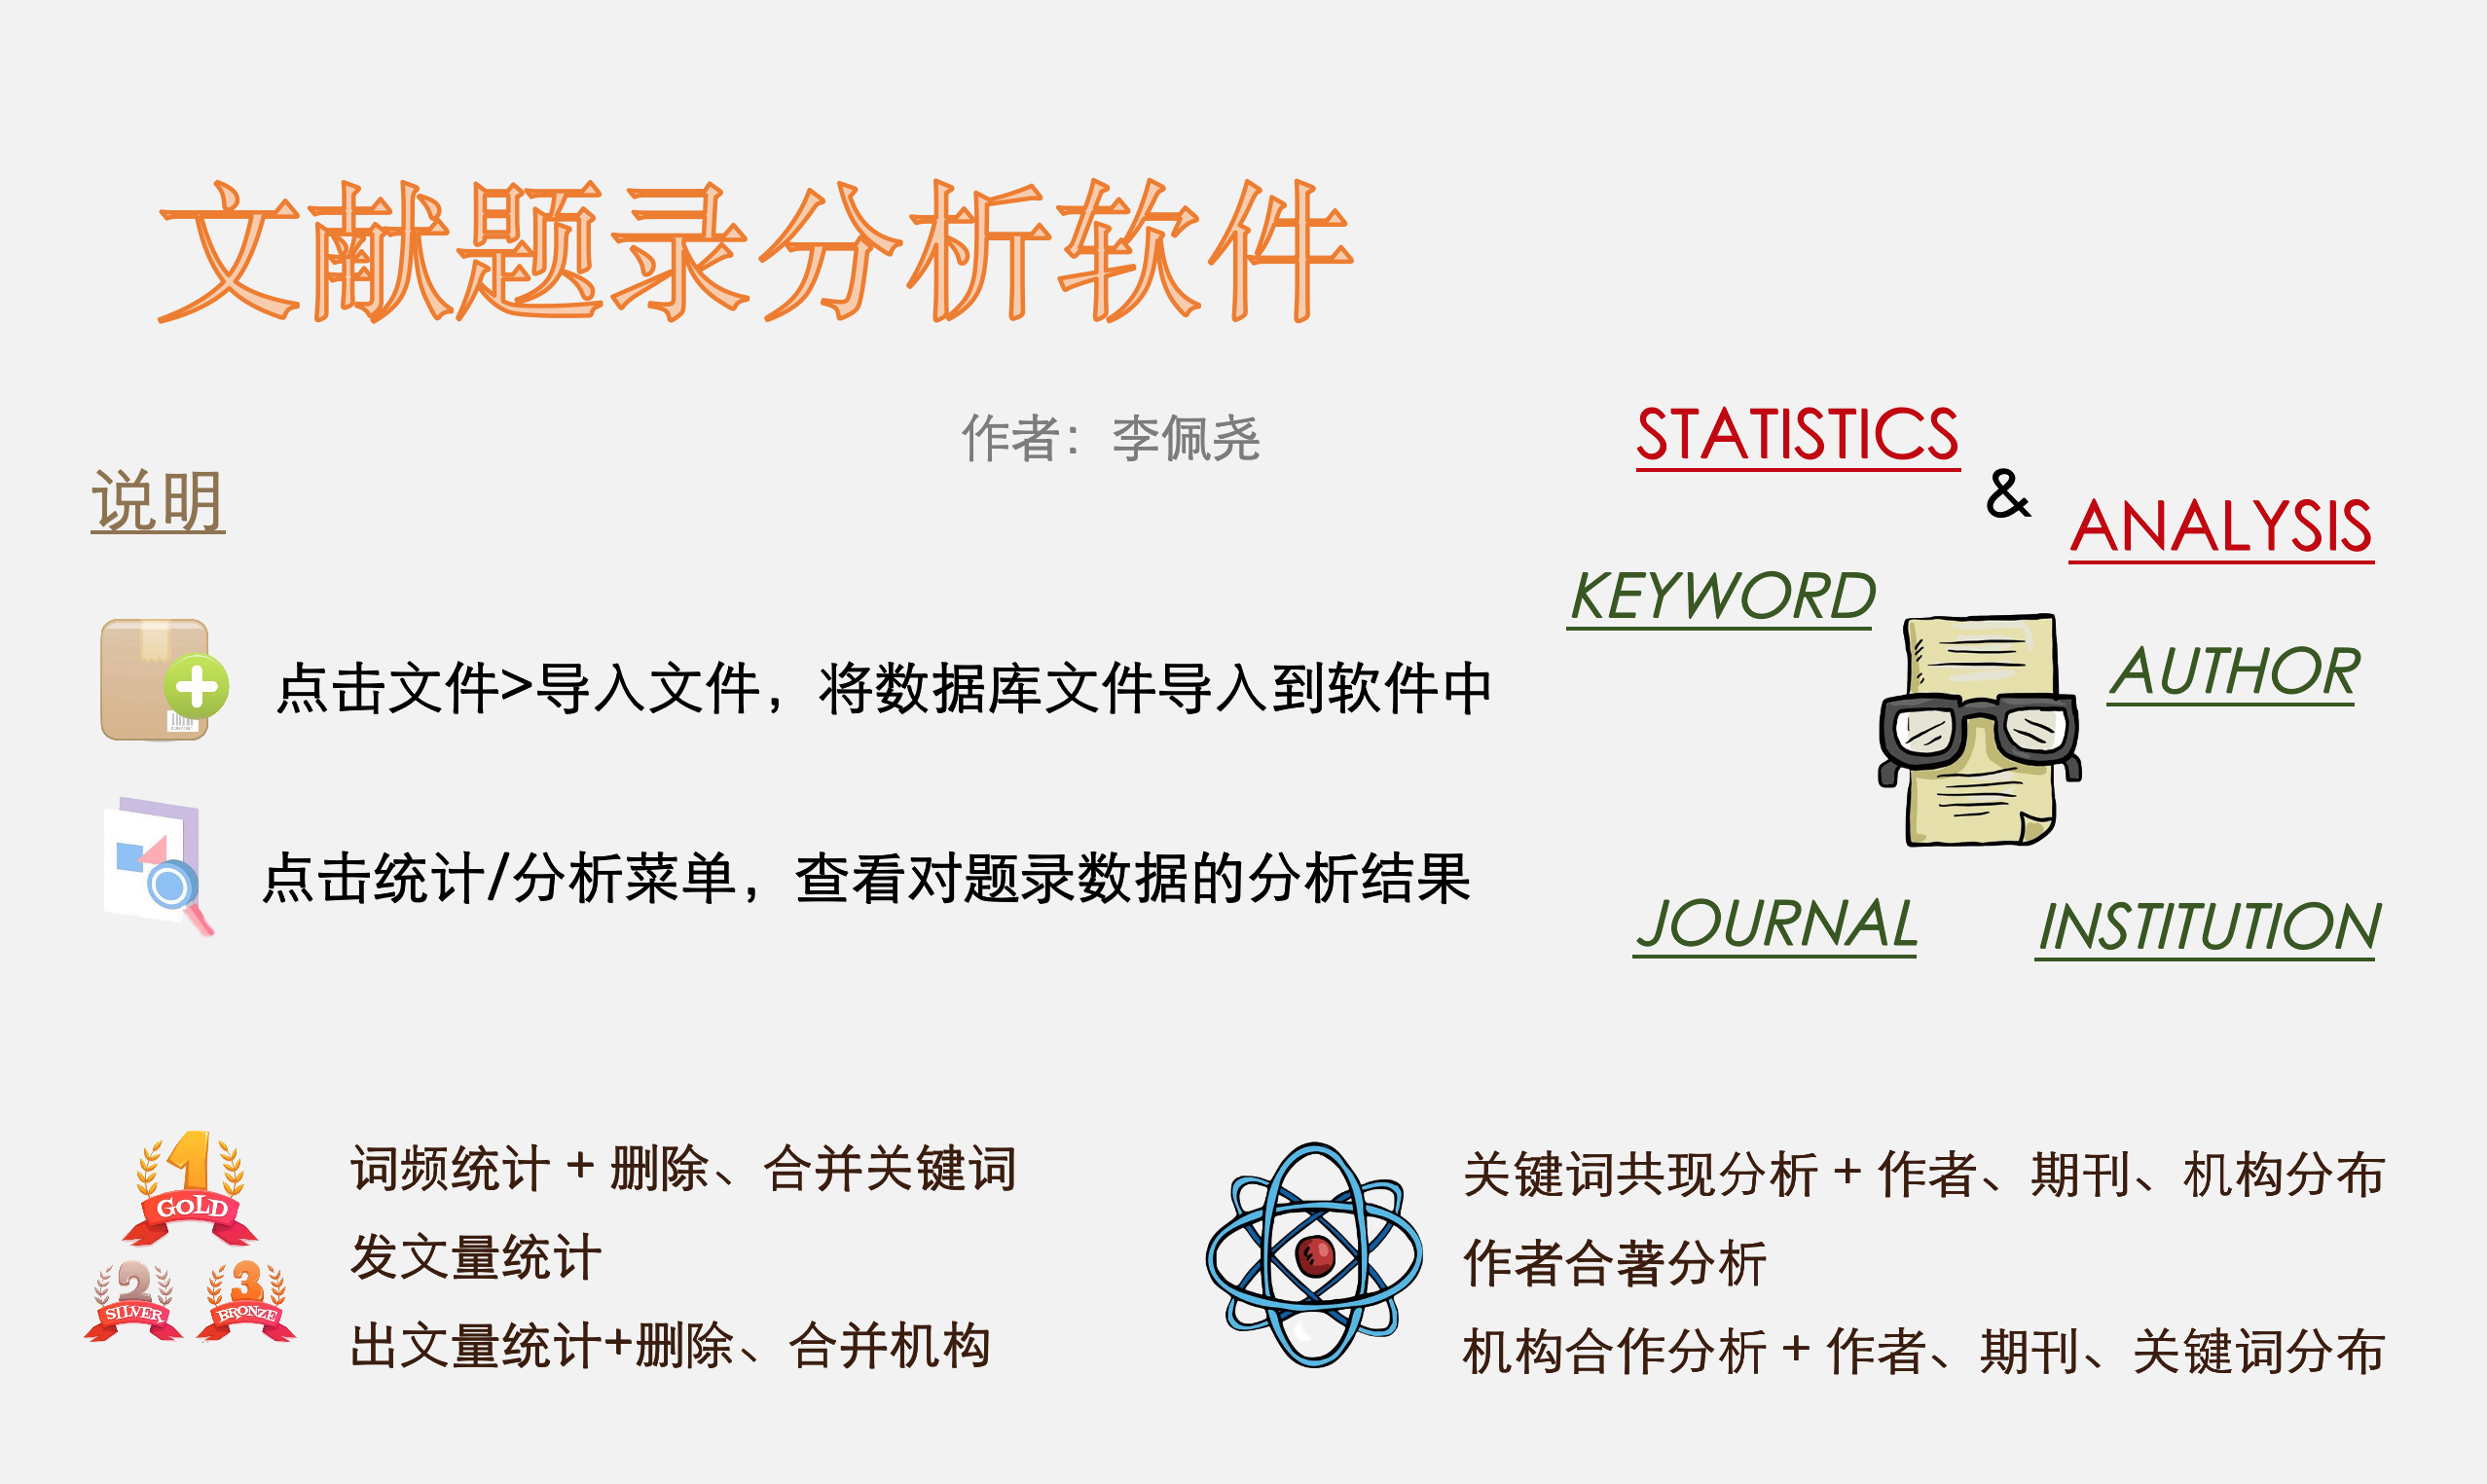 文献题录分析软件
作者：李佩尧
说明
点击文件>导入文件，将数据库文件导入到软件中
点击统计/分析菜单，查看对题录数据的分析结果
STATISTICS
&
ANALYSIS
KEYWORD
AUTHOR
JOURNAL
INSTITUTION
1
GOLD
2
SILVER
3
BRONZE
词频统计 + 删除、合并关键词
发文量统计
出文量统计+删除、合并机构
关键词共现分析 + 作者、期刊、机构分布
作者合著分析
机构合作分析 + 作者、期刊、关键词分布